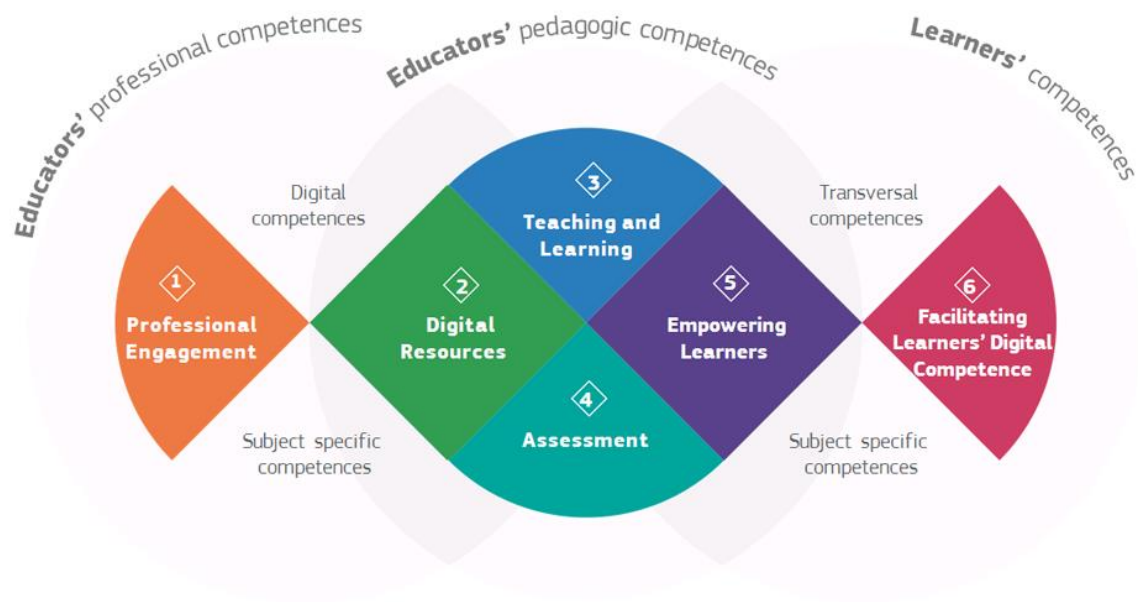 Educators' professional competences
Educators' pedagogic competences
Learners' competences
Digital
competences
Transversal
competences
1
Professional
Engagement
2
Digital
Resources
3
Teaching and
Learning
4
Assessment
5
Empowering
Learners
6
Facilitating
Learners' Digital
Competence
Subject specific
competences
Subject specific
competences